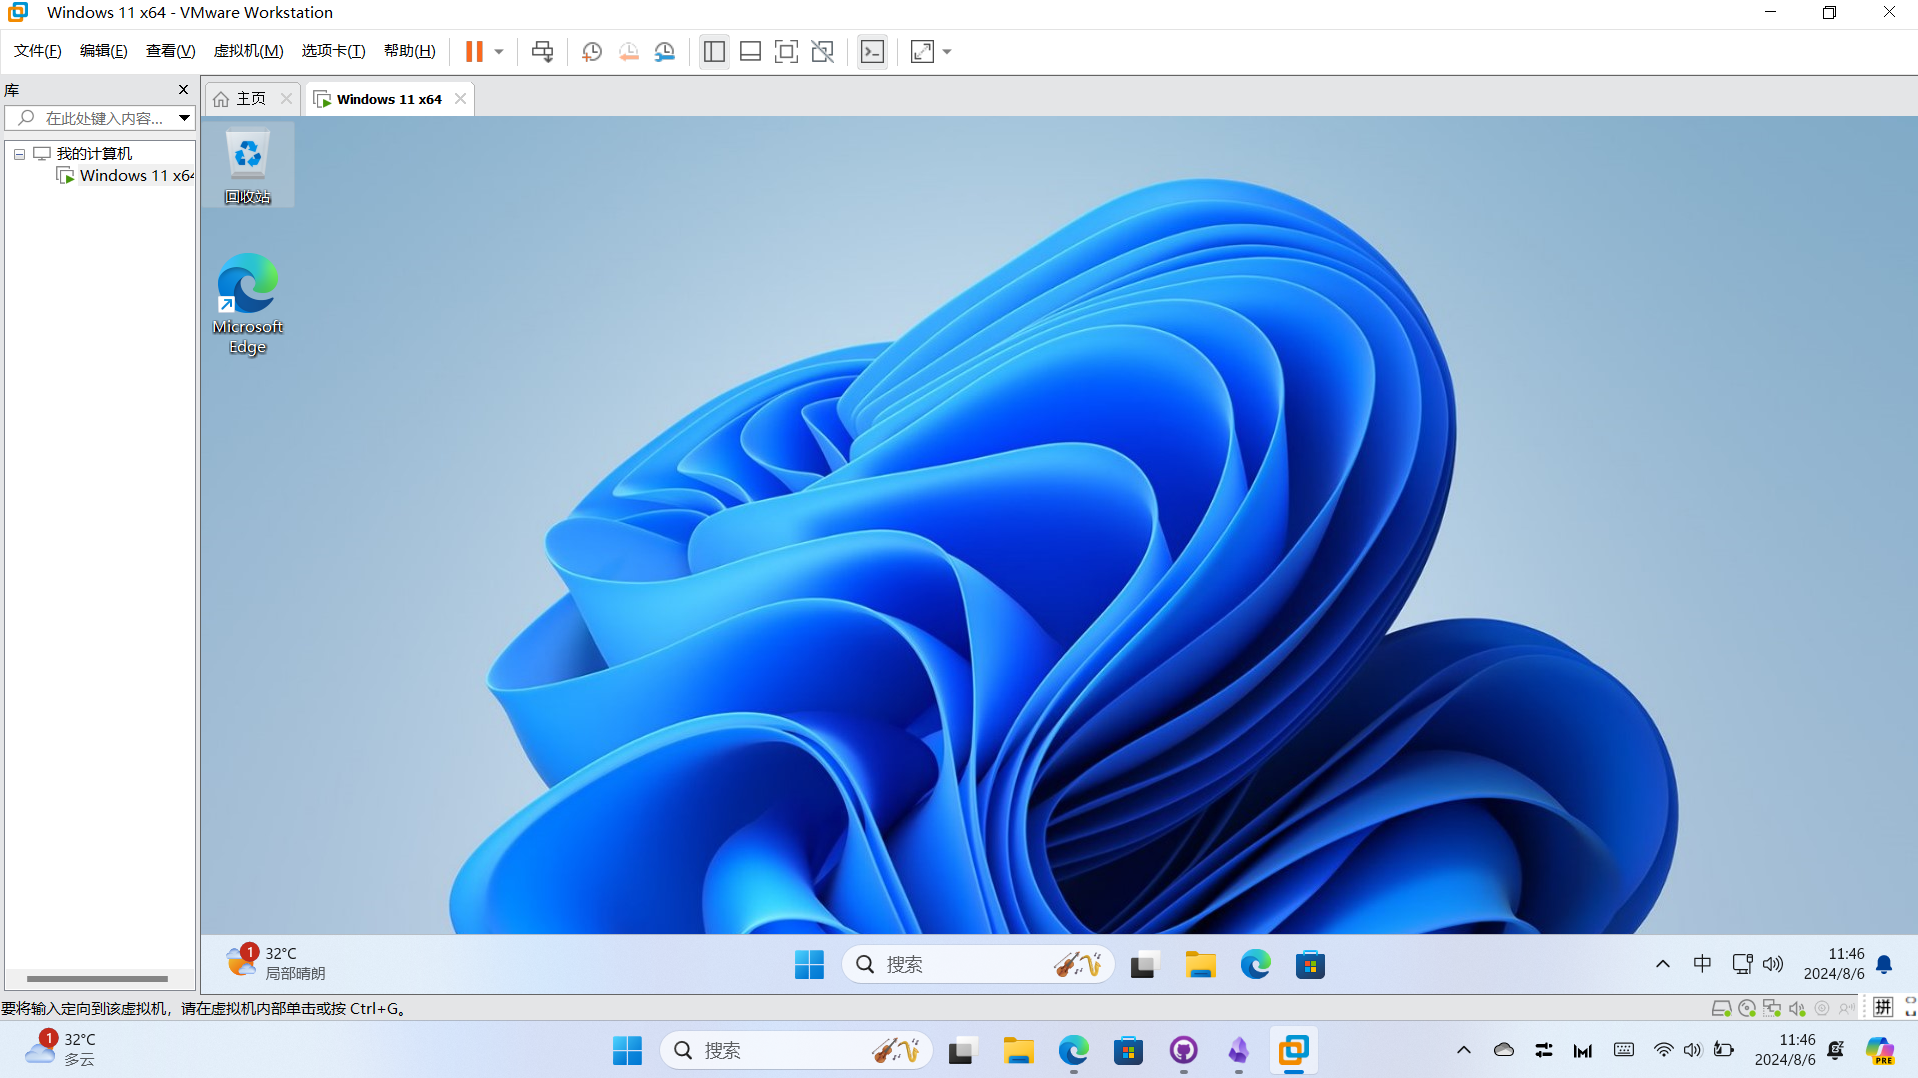 Windows 11 x64 - VMware Workstation
文件(F) 编辑(E) 查看(V) 虚拟机(M) 选项卡(T) 帮助(H)
库
在此处键入内容...
我的计算机
Windows 11 x64
主页
Windows 11 x64
回收站
Microsoft
Edge
1
32°C
局部晴朗
搜索
中
11:46
2024/8/6
要将输入定向到该虚拟机，请在虚拟机内部单击或按 Ctrl+G。
拼
1
32°C
多云
搜索
11:46
2024/8/6
PRE